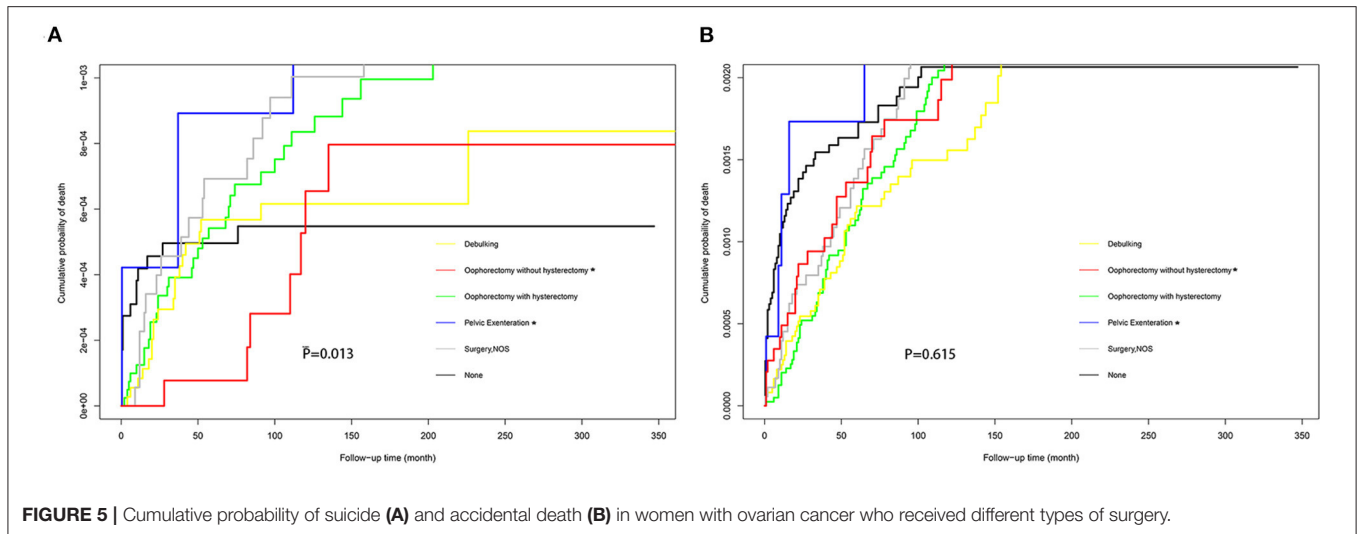 A
B
1e-03
8e-04
6e-04
4e-04
2e-04
0e+00
Cumulative probability of death
Debulking
Oophorectomy without hysterectomy *
Oophorectomy with hysterectomy
Pelvic Exenteration *
Surgery,NOS
None
P=0.013
0 50 100 150 200 250 300 350
Follow-up time (month)
0.0020
0.0015
0.0010
0.0005
0.0000
Cumulative probability of death
Debulking
Oophorectomy without hysterectomy *
Oophorectomy with hysterectomy
Pelvic Exenteration *
Surgery,NOS
None
P=0.615
0 50 100 150 200 250 300 350
Follow-up time (month)
FIGURE 5 | Cumulative probability of suicide (A) and accidental death (B) in women with ovarian cancer who received different types of surgery.